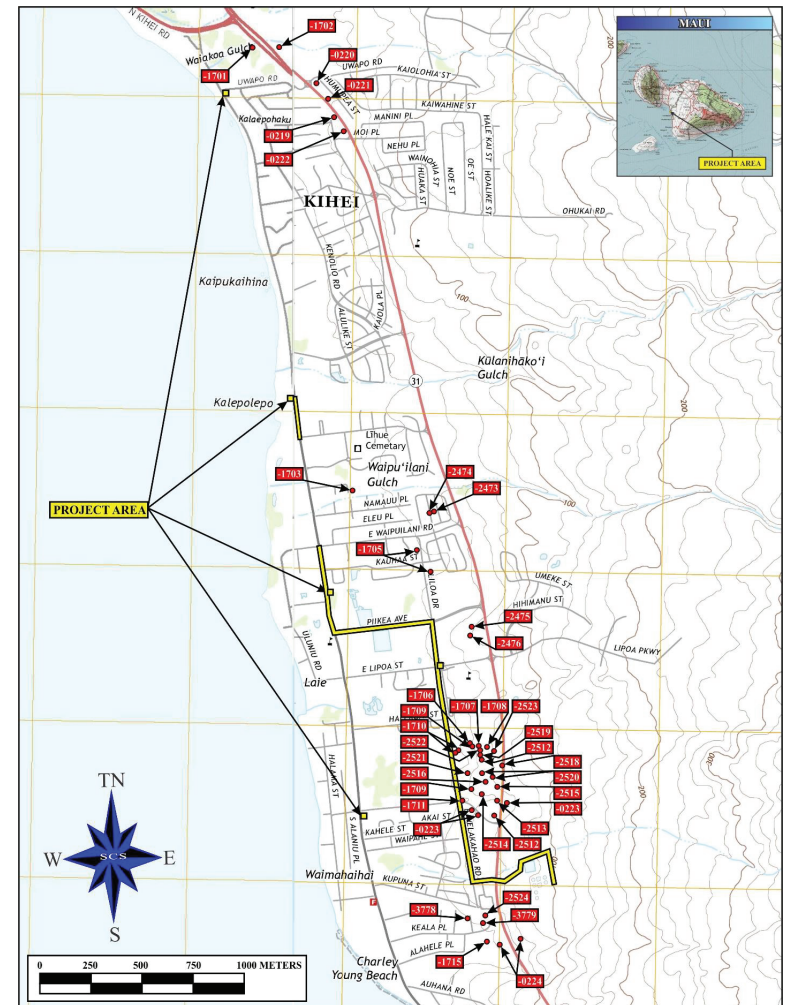 N KIHEI RD
MAUI
PROJECT AREA
-1702
Waiakoa Gulch
-1701
-0220
UWAPO RD
KAIOLOHIA ST
UWAPO RD
-0221
KAIWAHINE ST
Kalaepohaku
MANINI PL
-0219
MOI PL
-0222
NEHU PL
WAINOHIA ST
HUAKA ST
NOE ST
OE ST
HALE KAI ST
HOALIKE ST
KIHEI
OHUKAI RD
KENOLIO RD
Kaipukaihina
ALULIKE ST
KAIOLA PL
200
100
200
100
Kūlanihāko'i
Gulch
31
Kalepolepo
Līhue
Cemetary
Waipu'ilani
Gulch
-1703
-2474
-2473
NAMAUU PL
ELEU PL
E WAIPUILANI RD
PROJECT AREA
-1705
KAUHAA ST
LILOA DR
UMEKE ST
HIHIMANU ST
PIIKEA AVE
-2475
-2476
LIPOA PKWY
ULUNIU RD
E LIPOA ST
Laie
-1706
-1707
-1708
-2523
-1709
-1710
-2519
-2522
-2512
-2521
-2518
-2516
-2520
-1709
-2515
-1711
-0223
HALAMA ST
S ALANIU PL
AKAI ST
-0223
-2513
KAHELE ST
-2514
-2512
TN
W
SCS
E
S
Waimahaihai
KUPUNA ST
-2524
-3778
-3779
KEALA PL
ALAHELE PL
-1715
-0224
Charley
Young Beach
AUHANA RD
0 250 500 750 1000 METERS